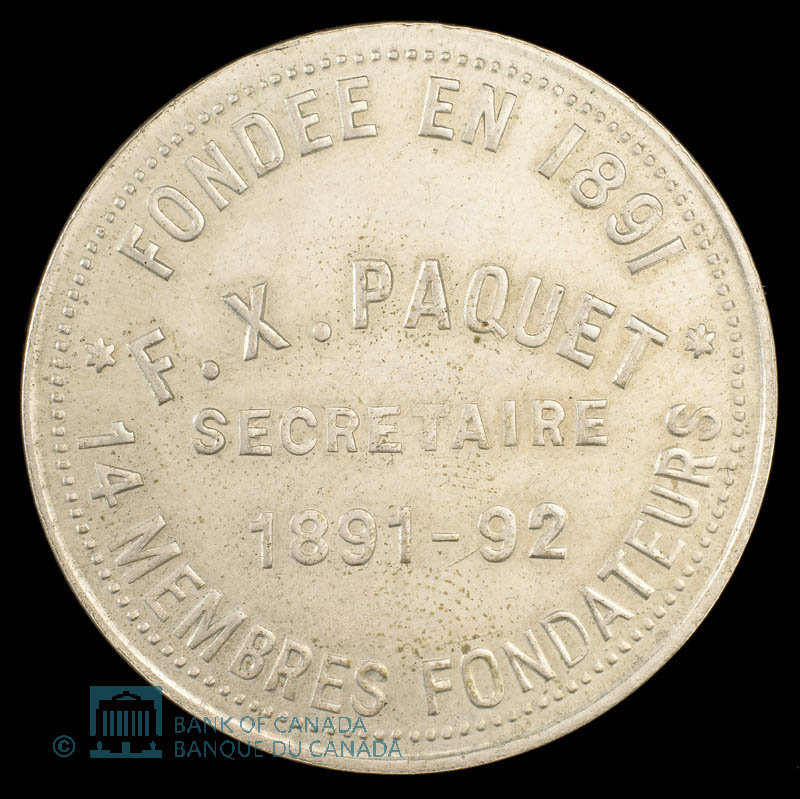 FONDEE EN 1891
F. X. PAQUET
SECRETAIRE
1891-92
* 14 MEMBRES FONDATEURS *
© BANK OF CANADA
BANQUE DU CANADA